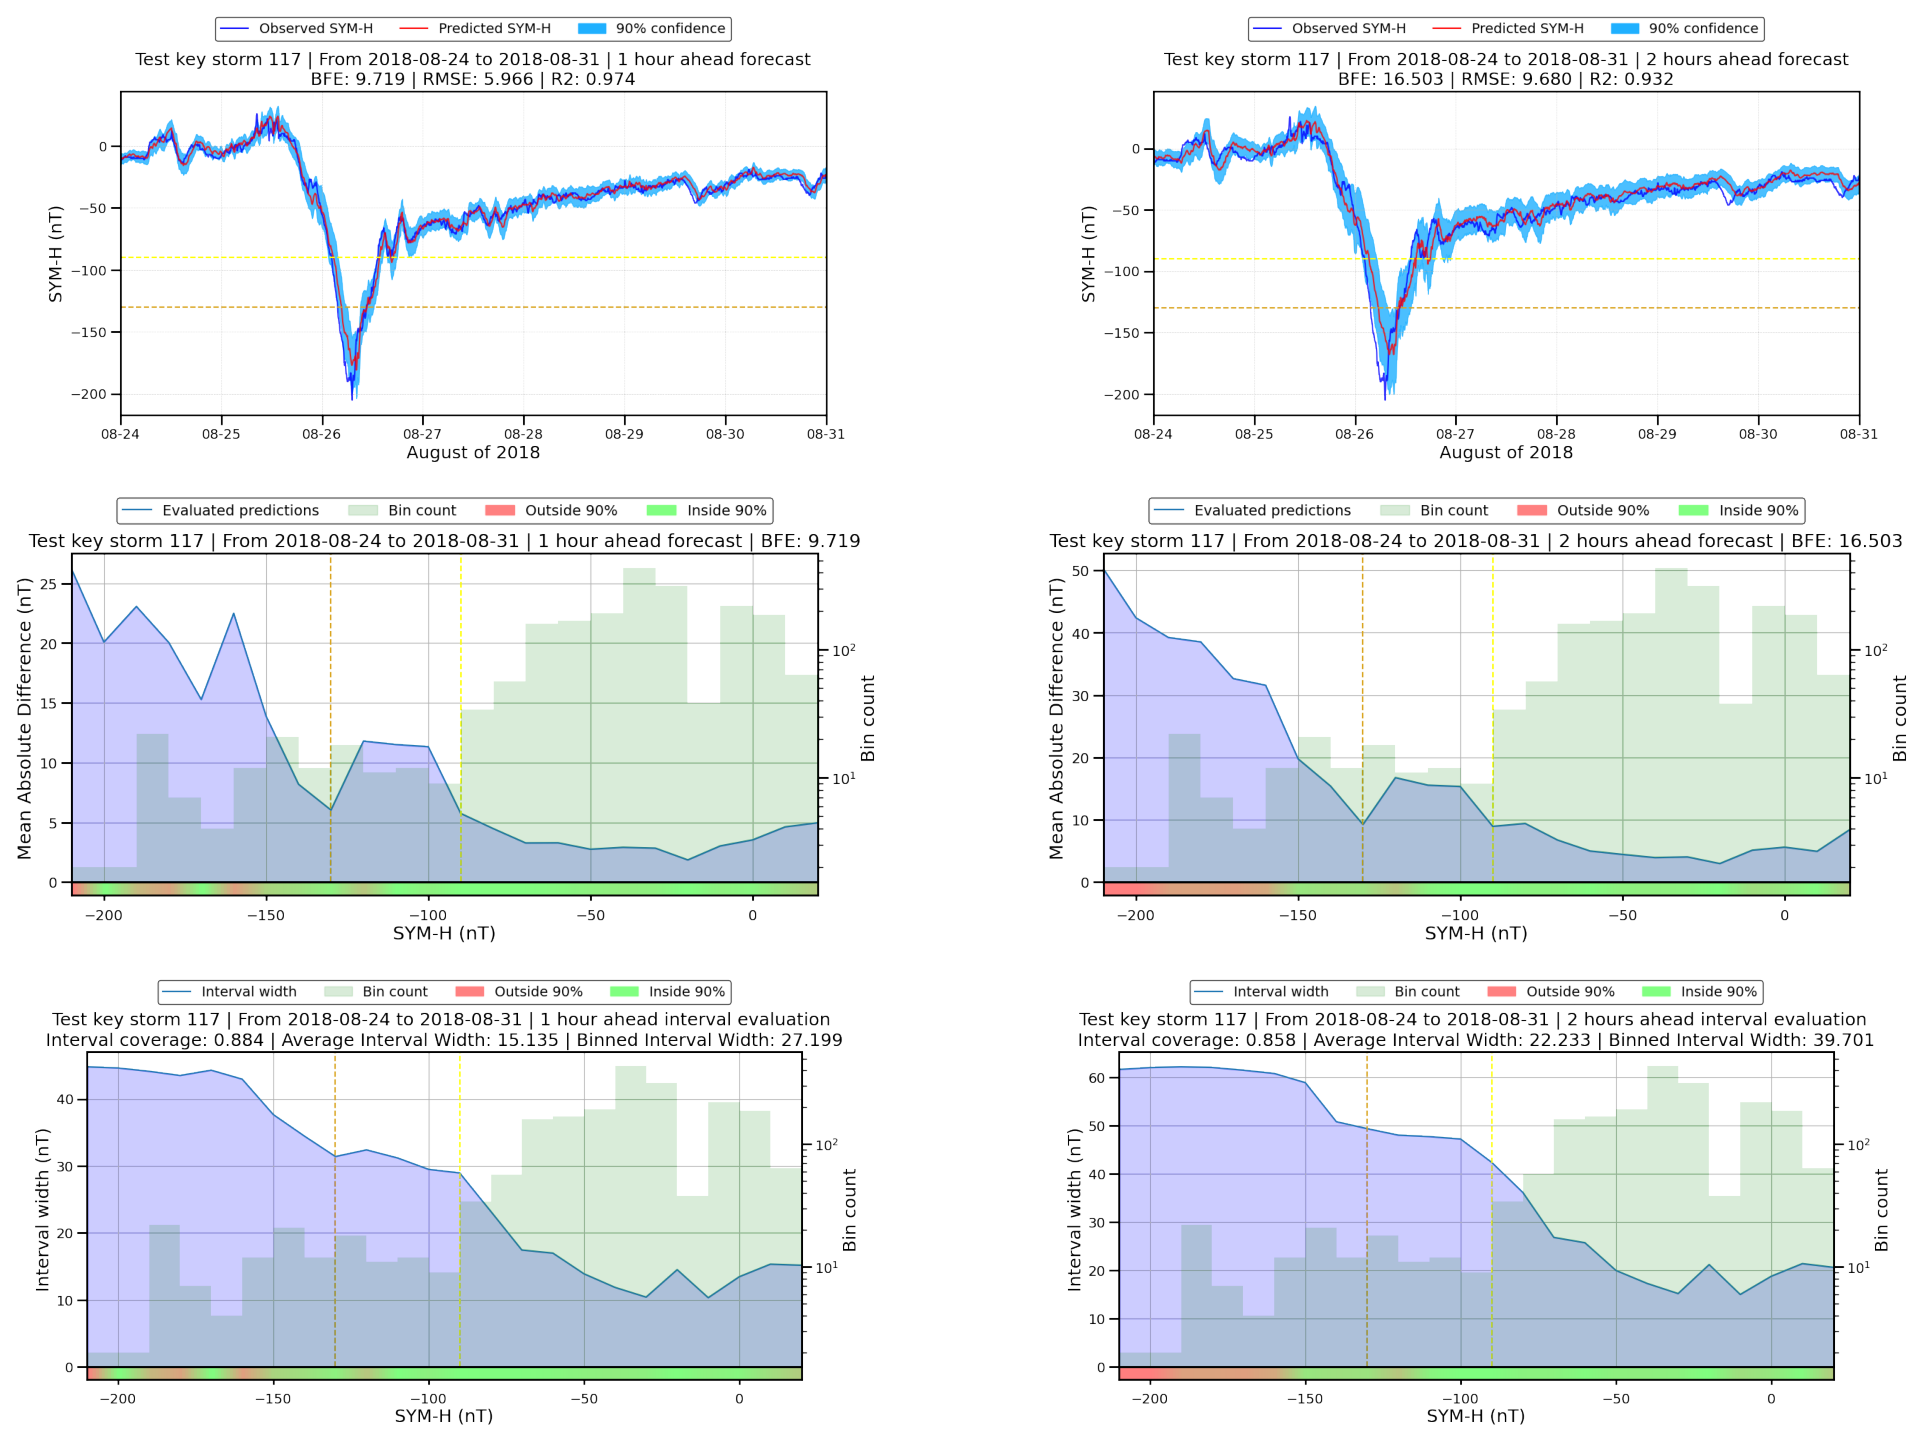 Observed SYM-H Predicted SYM-H 90% confidence
Test key storm 117 | From 2018-08-24 to 2018-08-31 | 1 hour ahead forecast
BFE: 9.719 | RMSE: 5.966 | R2: 0.974
SYM-H (nT)
0
−50
−100
−150
−200
08-24 08-25 08-26 08-27 08-28 08-29 08-30 08-31
August of 2018
Observed SYM-H Predicted SYM-H 90% confidence
Test key storm 117 | From 2018-08-24 to 2018-08-31 | 2 hours ahead forecast
BFE: 16.503 | RMSE: 9.680 | R2: 0.932
SYM-H (nT)
0
−50
−100
−150
−200
08-24 08-25 08-26 08-27 08-28 08-29 08-30 08-31
August of 2018
Evaluated predictions Bin count Outside 90% Inside 90%
Test key storm 117 | From 2018-08-24 to 2018-08-31 | 1 hour ahead forecast | BFE: 9.719
Mean Absolute Difference (nT)
25
20
15
10
5
0
10²
10¹
Bin count
−200 −150 −100 −50 0
SYM-H (nT)
Evaluated predictions Bin count Outside 90% Inside 90%
Test key storm 117 | From 2018-08-24 to 2018-08-31 | 2 hours ahead forecast | BFE: 16.503
Mean Absolute Difference (nT)
50
40
30
20
10
0
10²
10¹
Bin count
−200 −150 −100 −50 0
SYM-H (nT)
Interval width Bin count Outside 90% Inside 90%
Test key storm 117 | From 2018-08-24 to 2018-08-31 | 1 hour ahead interval evaluation
Interval coverage: 0.884 | Average Interval Width: 15.135 | Binned Interval Width: 27.199
Interval width (nT)
40
30
20
10
0
10²
10¹
Bin count
−200 −150 −100 −50 0
SYM-H (nT)
Interval width Bin count Outside 90% Inside 90%
Test key storm 117 | From 2018-08-24 to 2018-08-31 | 2 hours ahead interval evaluation
Interval coverage: 0.858 | Average Interval Width: 22.233 | Binned Interval Width: 39.701
Interval width (nT)
60
50
40
30
20
10
0
10²
10¹
Bin count
−200 −150 −100 −50 0
SYM-H (nT)